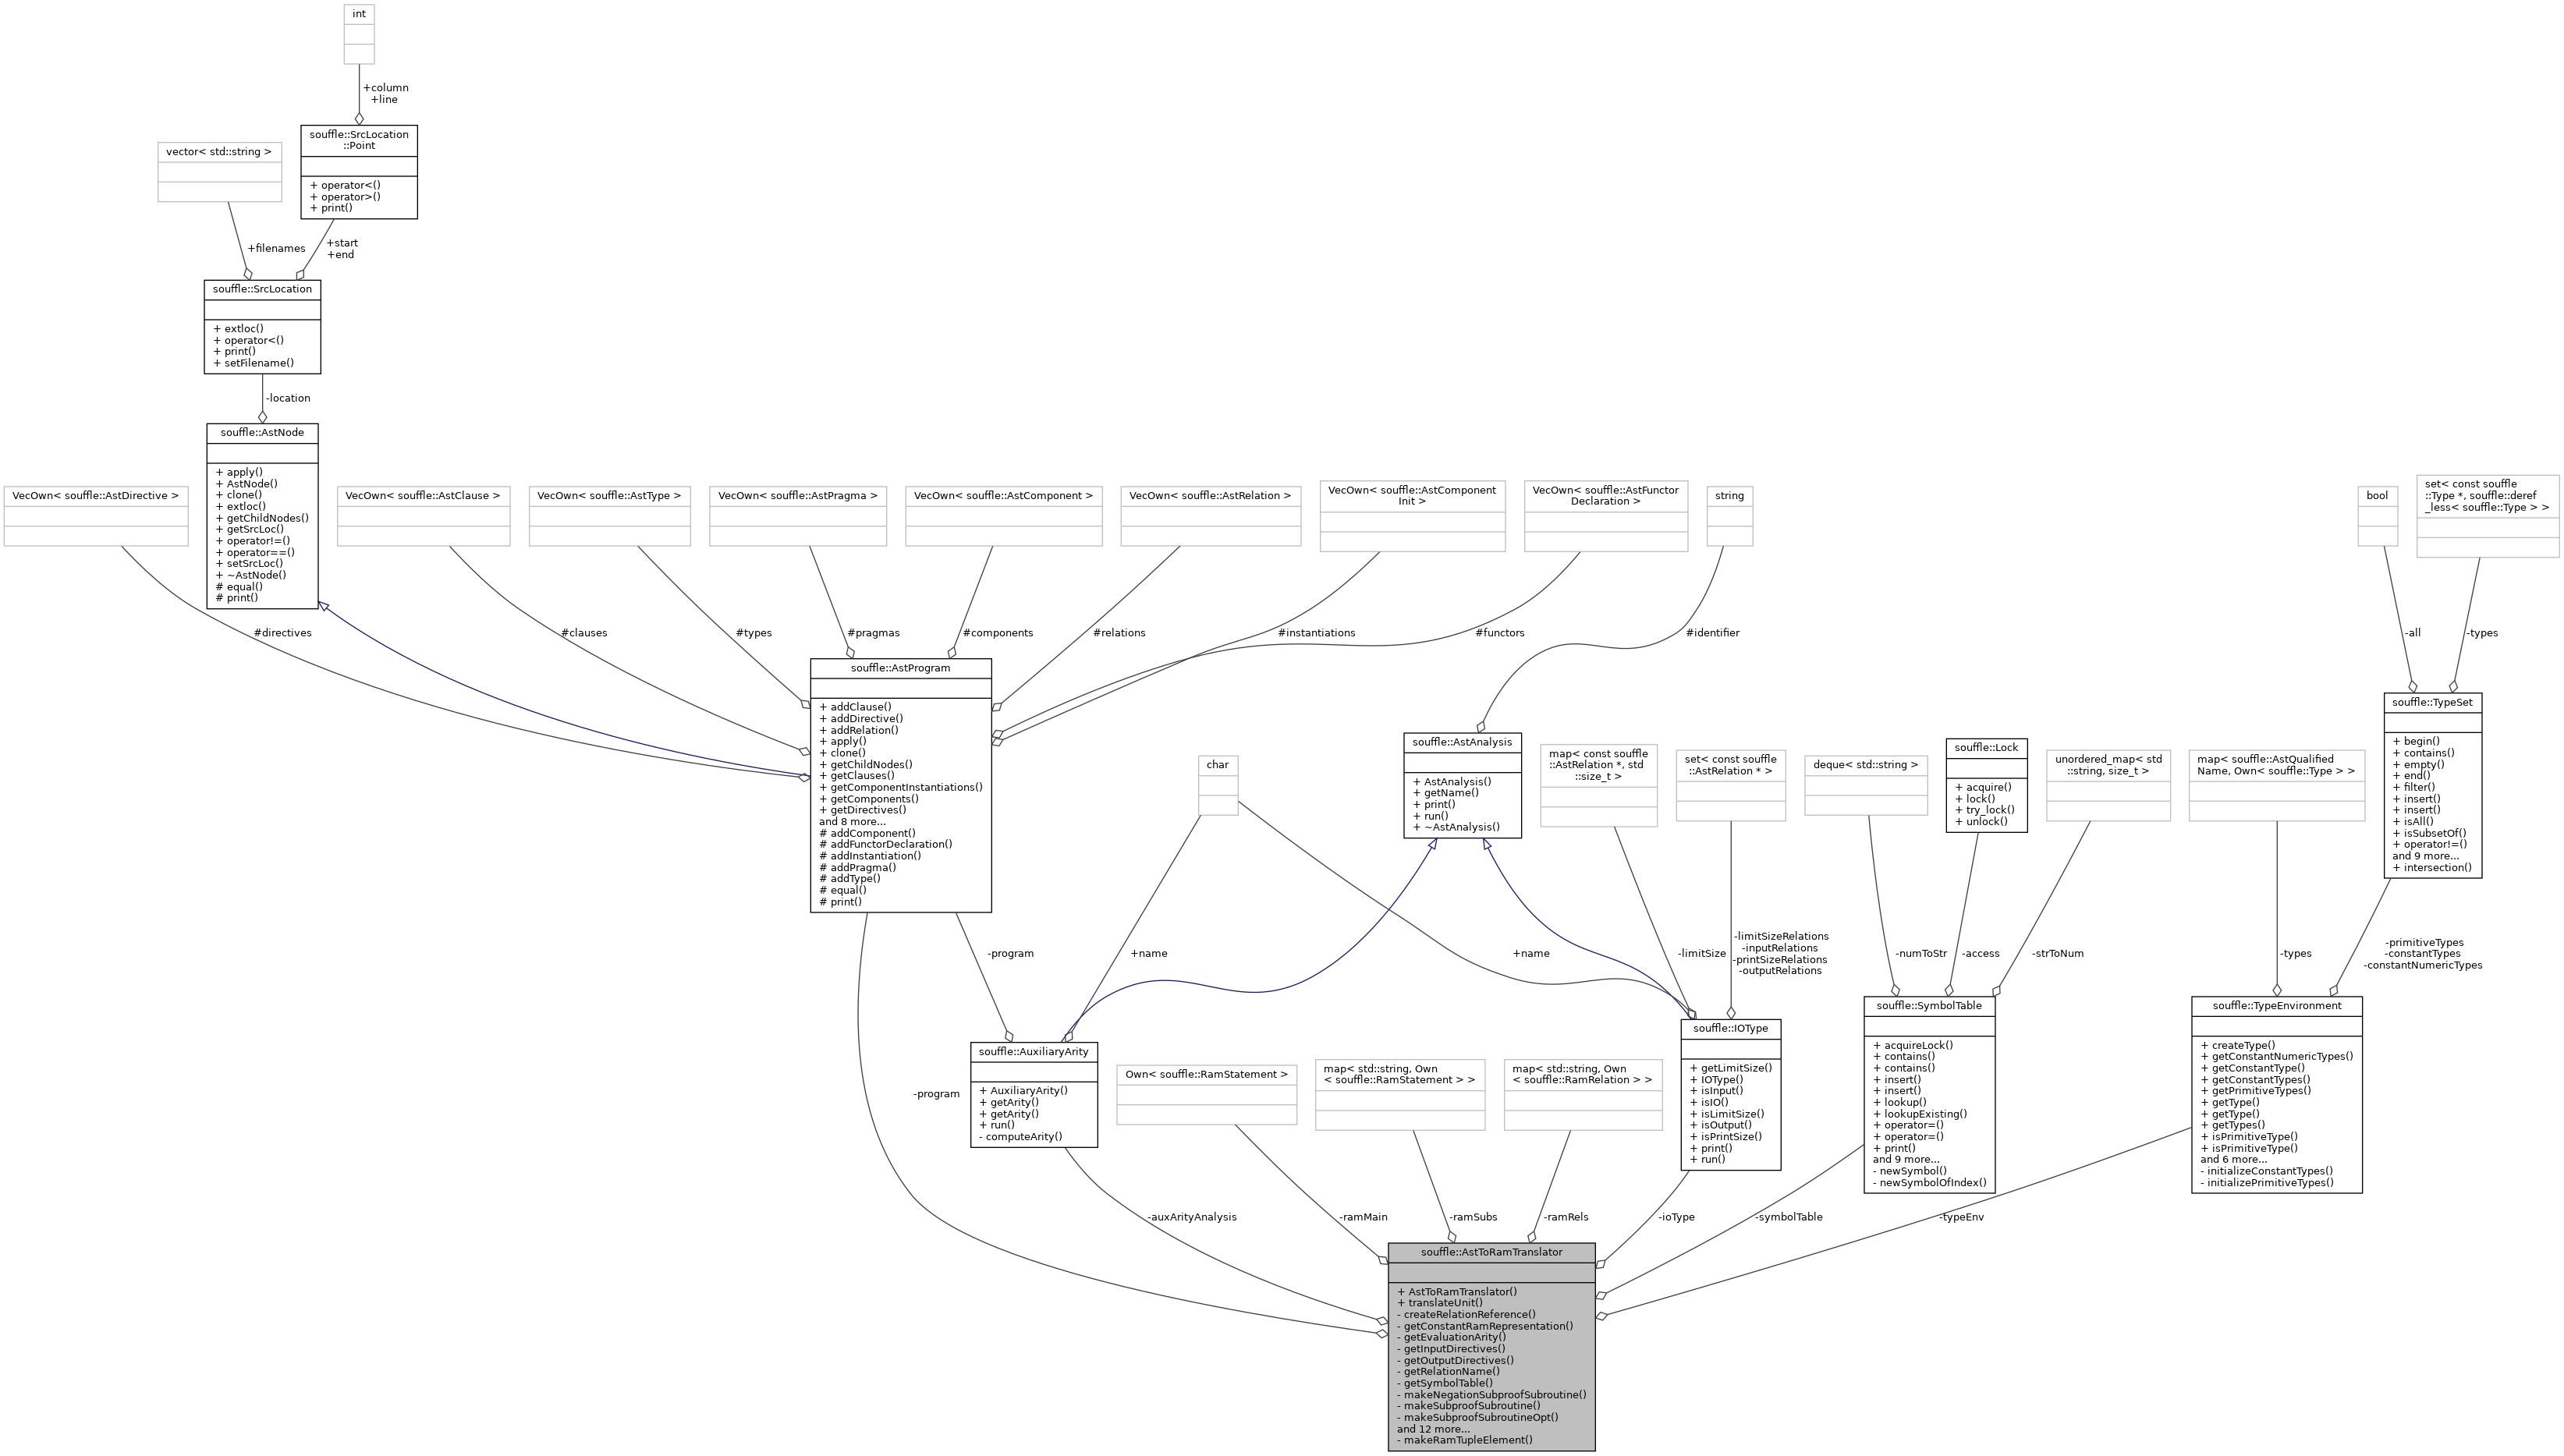 int
+column
+line
souffle::SrcLocation
::Point
+ operator<()
+ operator>()
+ print()
vector< std::string >
+filenames
+start
+end
souffle::SrcLocation
+ extloc()
+ operator<()
+ print()
+ setFilename()
-location
souffle::AstNode
+ apply()
+ AstNode()
+ clone()
+ extloc()
+ getChildNodes()
+ getSrcLoc()
+ operator!=()
+ operator==()
+ setSrcLoc()
+ ~AstNode()
# equal()
# print()
VecOwn< souffle::AstDirective >
VecOwn< souffle::AstClause >
VecOwn< souffle::AstType >
VecOwn< souffle::AstPragma >
VecOwn< souffle::AstComponent >
VecOwn< souffle::AstRelation >
VecOwn< souffle::AstComponent
Init >
VecOwn< souffle::AstFunctor
Declaration >
string
bool
set< const souffle
::Type *, souffle::deref
_less< souffle::Type > >
#directives
#clauses
#types
#pragmas
#components
#relations
#instantiations
#functors
#identifier
-all
-types
souffle::AstProgram
+ addClause()
+ addDirective()
+ addRelation()
+ apply()
+ clone()
+ getChildNodes()
+ getClauses()
+ getComponentInstantiations()
+ getComponents()
+ getDirectives()
and 8 more...
# addComponent()
# addFunctorDeclaration()
# addInstantiation()
# addPragma()
# addType()
# equal()
# print()
char
souffle::AstAnalysis
+ AstAnalysis()
+ getName()
+ print()
+ run()
+ ~AstAnalysis()
map< const souffle
::AstRelation *, std
::size_t >
set< const souffle
::AstRelation * >
deque< std::string >
souffle::Lock
+ acquire()
+ lock()
+ try_lock()
+ unlock()
unordered_map< std
::string, size_t >
map< souffle::AstQualified
Name, Own< souffle::Type > >
souffle::TypeSet
+ begin()
+ contains()
+ empty()
+ end()
+ filter()
+ insert()
+ insert()
+ isAll()
+ isSubsetOf()
+ operator!=()
and 9 more...
+ intersection()
-program
+name
+name
-limitSize
-limitSizeRelations
-inputRelations
-printSizeRelations
-outputRelations
-numToStr
-access
-strToNum
-types
-primitiveTypes
-constantTypes
-constantNumericTypes
-program
souffle::AuxiliaryArity
+ AuxiliaryArity()
+ getArity()
+ getArity()
+ run()
- computeArity()
Own< souffle::RamStatement >
map< std::string, Own
< souffle::RamStatement > >
map< std::string, Own
< souffle::RamRelation > >
souffle::IOType
+ getLimitSize()
+ IOType()
+ isInput()
+ isIO()
+ isLimitSize()
+ isOutput()
+ isPrintSize()
+ print()
+ run()
souffle::SymbolTable
+ acquireLock()
+ contains()
+ contains()
+ insert()
+ insert()
+ lookup()
+ lookupExisting()
+ operator=()
+ operator=()
+ print()
and 9 more...
- newSymbol()
- newSymbolOfIndex()
souffle::TypeEnvironment
+ createType()
+ getConstantNumericTypes()
+ getConstantType()
+ getConstantTypes()
+ getPrimitiveTypes()
+ getType()
+ getType()
+ getTypes()
+ isPrimitiveType()
+ isPrimitiveType()
and 6 more...
- initializeConstantTypes()
- initializePrimitiveTypes()
-auxArityAnalysis
-ramMain
-ramSubs
-ramRels
-ioType
-symbolTable
-typeEnv
souffle::AstToRamTranslator
+ AstToRamTranslator()
+ translateUnit()
- createRelationReference()
- getConstantRamRepresentation()
- getEvaluationArity()
- getInputDirectives()
- getOutputDirectives()
- getRelationName()
- getSymbolTable()
- makeNegationSubproofSubroutine()
- makeSubproofSubroutine()
- makeSubproofSubroutineOpt()
and 12 more...
- makeRamTupleElement()